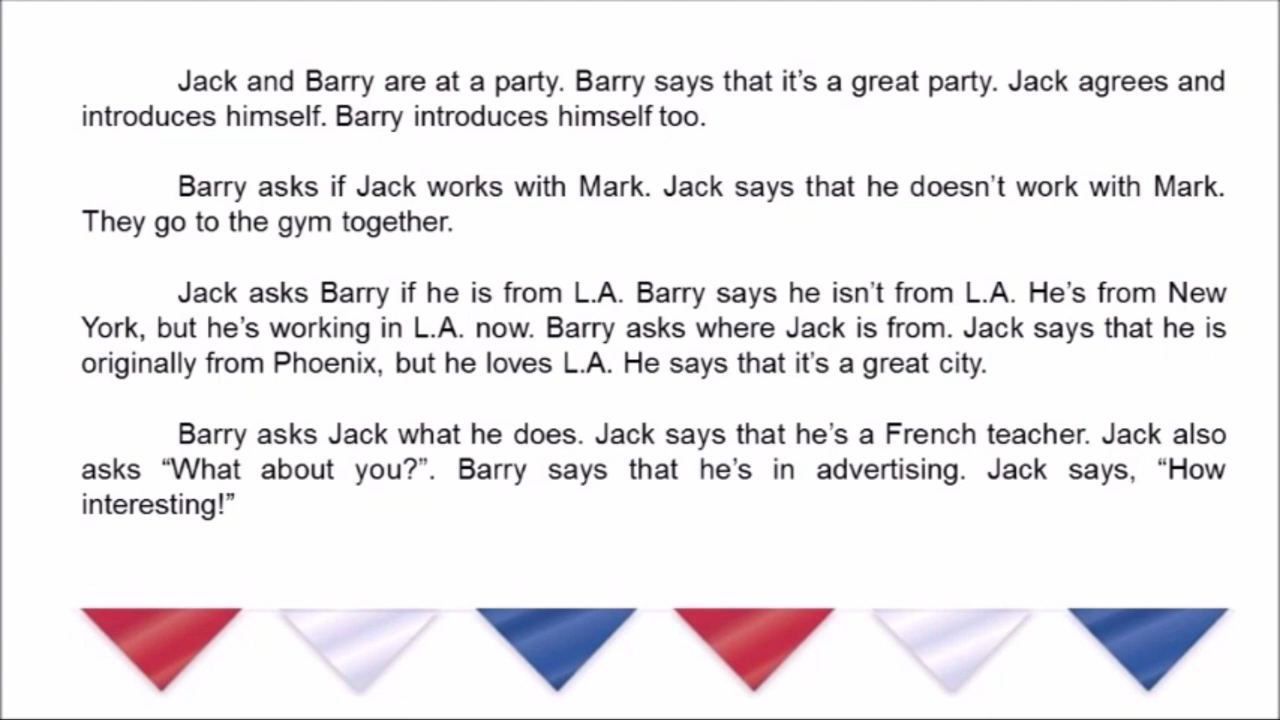 Jack and Barry are at a party. Barry says that it’s a great party. Jack agrees and
introduces himself. Barry introduces himself too.
Barry asks if Jack works with Mark. Jack says that he doesn’t work with Mark.
They go to the gym together.
Jack asks Barry if he is from L.A. Barry says he isn’t from L.A. He’s from New
York, but he’s working in L.A. now. Barry asks where Jack is from. Jack says that he is
originally from Phoenix, but he loves L.A. He says that it’s a great city.
Barry asks Jack what he does. Jack says that he’s a French teacher. Jack also
asks “What about you?”. Barry says that he’s in advertising. Jack says, “How
interesting!”